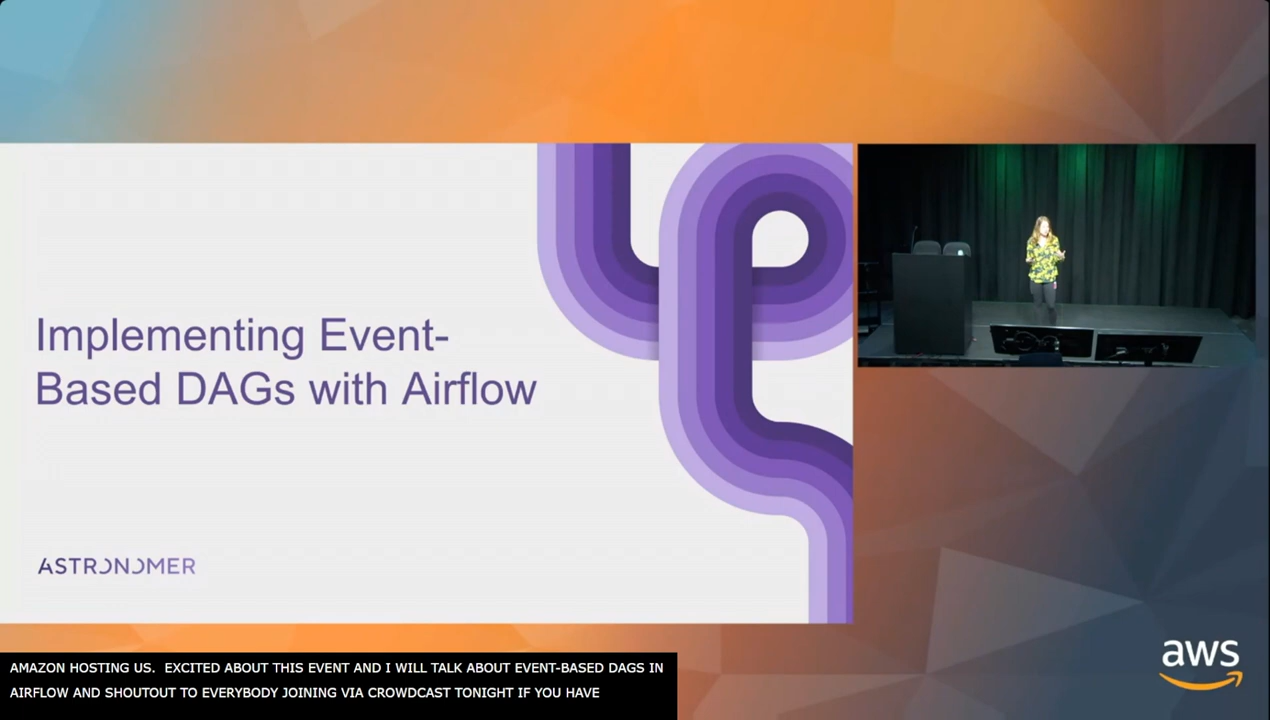 Implementing Event-
Based DAGs with Airflow
ASTRONOMER
AMAZON HOSTING US.  EXCITED ABOUT THIS EVENT AND I WILL TALK ABOUT EVENT-BASED DAGS IN
AIRFLOW AND SHOUTOUT TO EVERYBODY JOINING VIA CROWDCAST TONIGHT IF YOU HAVE
aws